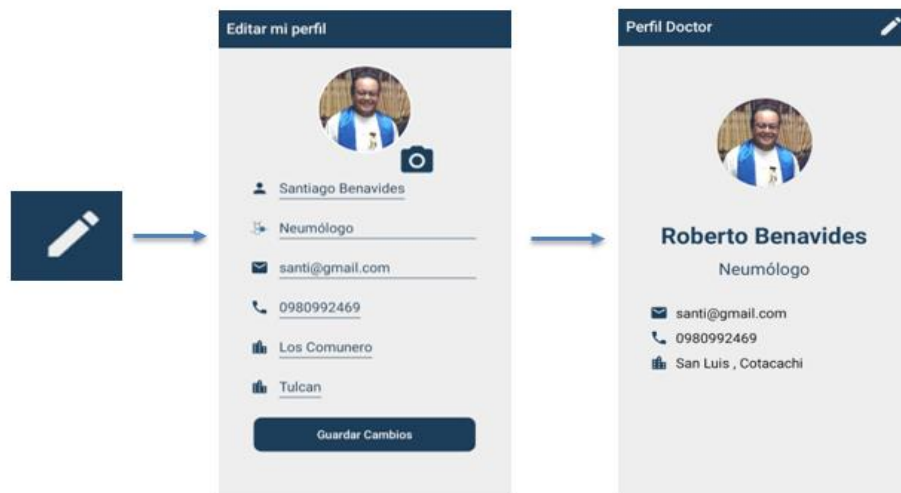 Editar mi perfil
Santiago Benavides
Neumólogo
santi@gmail.com
0980992469
Los Comunero
Tulcan
Guardar Cambios
Perfil Doctor
Roberto Benavides
Neumólogo
santi@gmail.com
0980992469
San Luis , Cotacachi